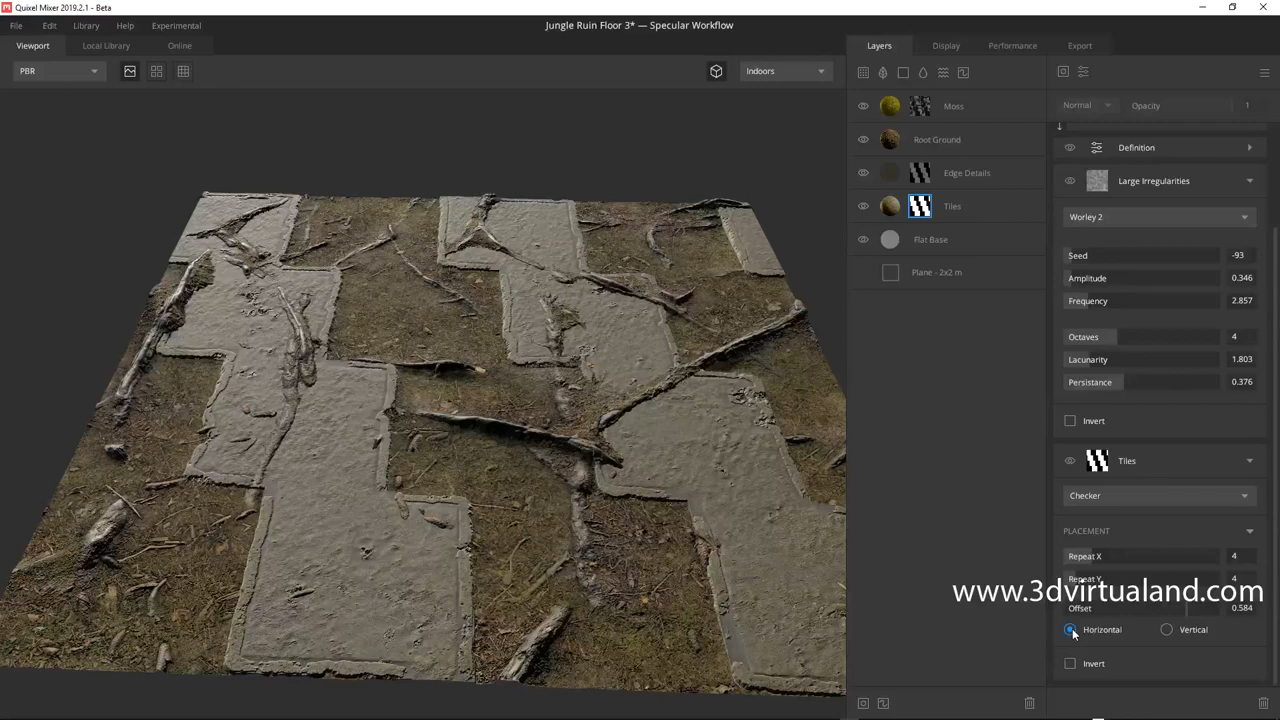 Quixel Mixer 2019.2.1 - Beta
File Edit Library Help Experimental
Jungle Ruin Floor 3* — Specular Workflow
Viewport Local Library Online
Layers Display Performance Export
PBR
Indoors
Normal Opacity 1
Moss
Root Ground
Edge Details
Tiles
Flat Base
Plane - 2x2 m
Definition
Large Irregularities
Worley 2
Seed -93
Amplitude 0.346
Frequency 2.857
Octaves 4
Lacunarity 1.803
Persistance 0.376
Invert
Tiles
Checker
PLACEMENT
Repeat X 4
Repeat Y 4
www.3dvirtualand.com
Offset 0.584
Horizontal Vertical
Invert